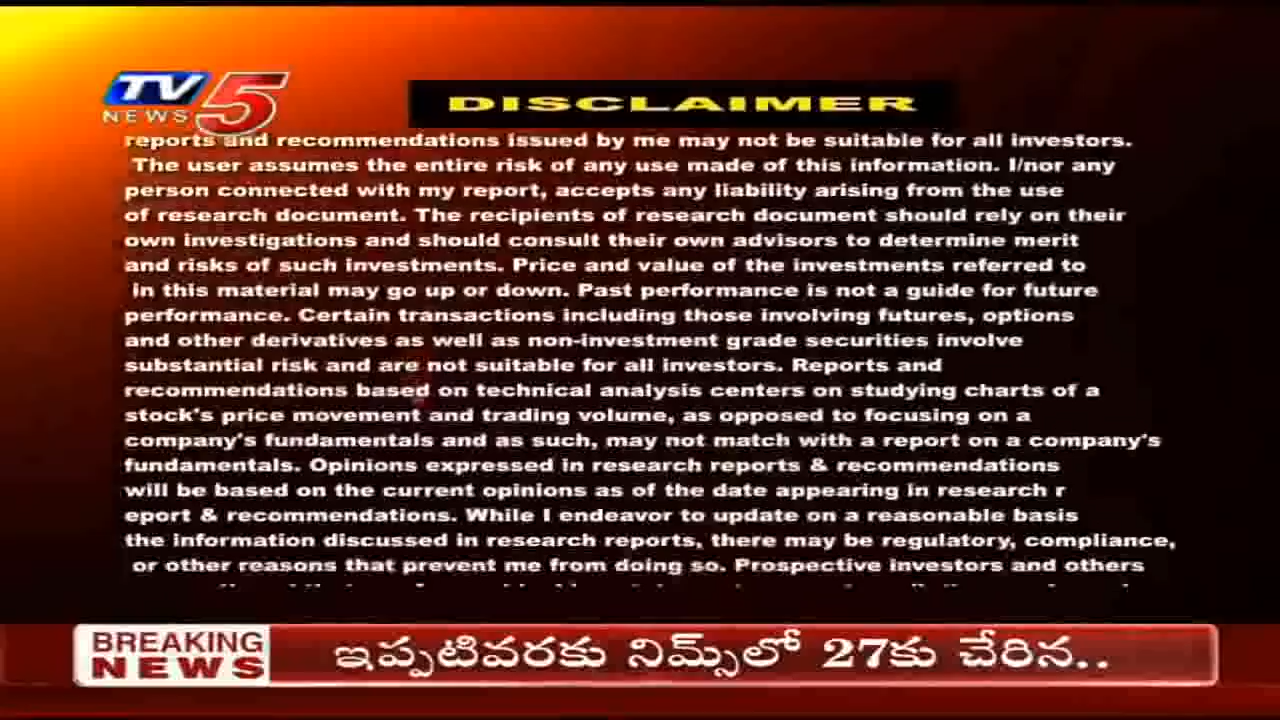 TV5
NEWS
DISCLAIMER
reports and recommendations issued by me may not be suitable for all investors.
The user assumes the entire risk of any use made of this information. I/nor any
person connected with my report, accepts any liability arising from the use
of research document. The recipients of research document should rely on their
own investigations and should consult their own advisors to determine merit
and risks of such investments. Price and value of the investments referred to
in this material may go up or down. Past performance is not a guide for future
performance. Certain transactions including those involving futures, options
and other derivatives as well as non-investment grade securities involve
substantial risk and are not suitable for all investors. Reports and
recommendations based on technical analysis centers on studying charts of a
stock's price movement and trading volume, as opposed to focusing on a
company's fundamentals and as such, may not match with a report on a company's
fundamentals. Opinions expressed in research reports & recommendations
will be based on the current opinions as of the date appearing in research r
eport & recommendations. While I endeavor to update on a reasonable basis
the information discussed in research reports, there may be regulatory, compliance,
or other reasons that prevent me from doing so. Prospective investors and others
BREAKING
NEWS
ఇప్పటివరకు నిమ్స్‌లో 27కు చేరిన..